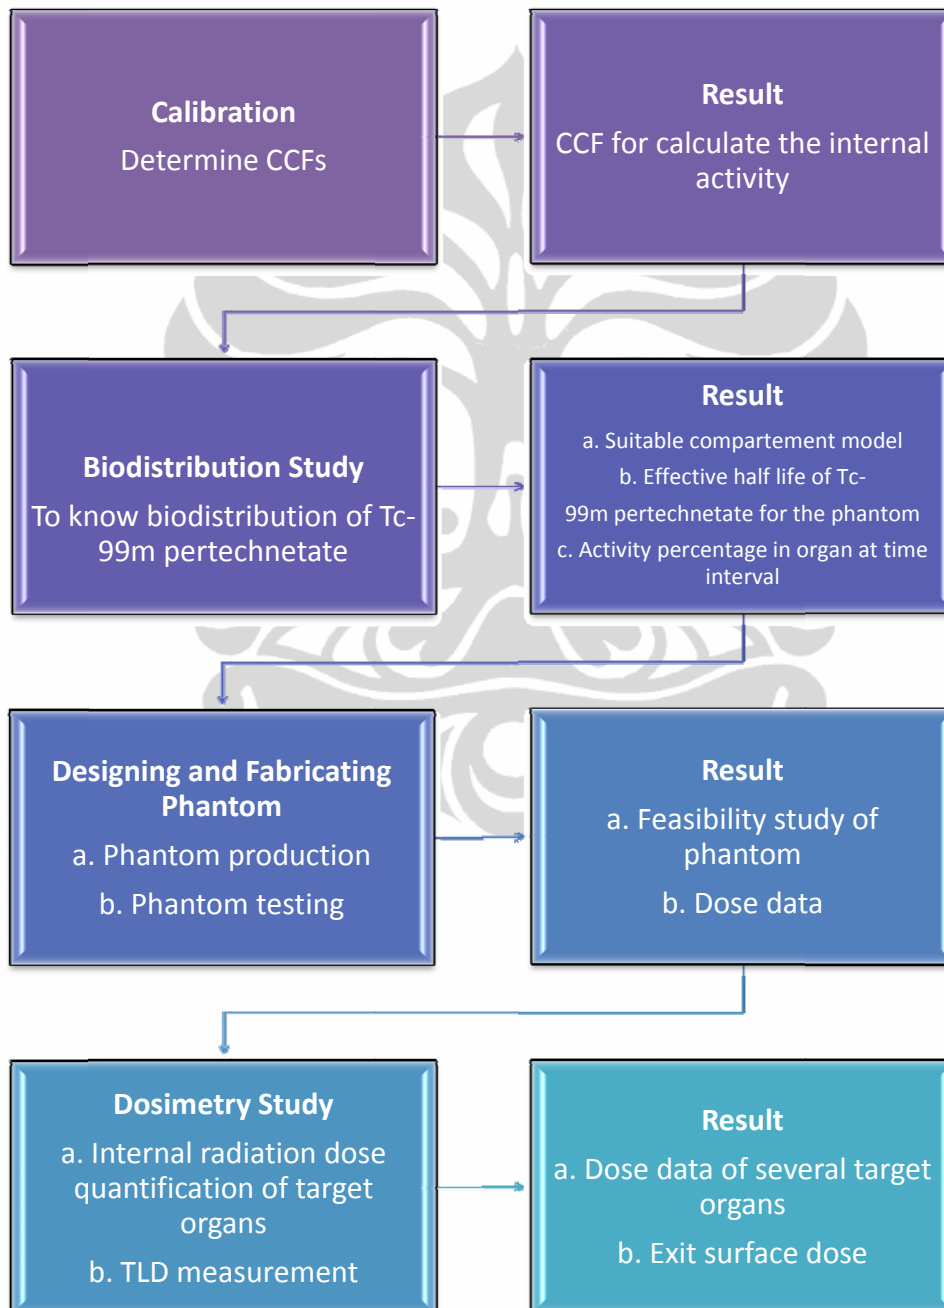 Calibration
Determine CCFs
Result
CCF for calculate the internal
activity
Biodistribution Study
To know biodistribution of Tc-
99m pertechnetate
Result
a. Suitable compartement model
b. Effective half life of Tc-
99m pertechnetate for the phantom
c. Activity percentage in organ at time
interval
Designing and Fabricating
Phantom
a. Phantom production
b. Phantom testing
Result
a. Feasibility study of
phantom
b. Dose data
Dosimetry Study
a. Internal radiation dose
quantification of target
organs
b. TLD measurement
Result
a. Dose data of several target
organs
b. Exit surface dose